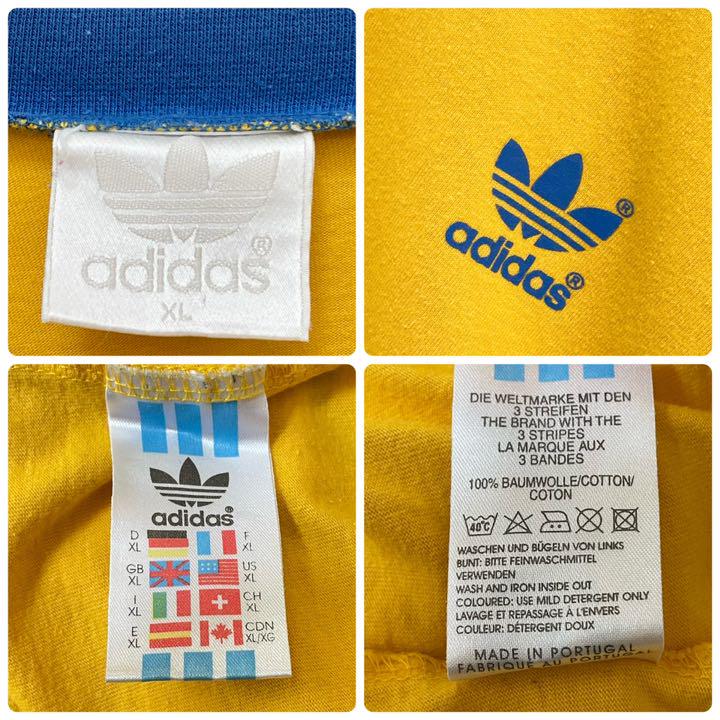 adidas®
XL
®
adidas®
adidas®
D XL F XL
GB XL US XL
I XL CH XL
E XL CDN XL/XG
DIE WELTMARKE MIT DEN
3 STREIFEN
THE BRAND WITH THE
3 STRIPES
LA MARQUE AUX
3 BANDES
100% BAUMWOLLE/COTTON/
COTON
40°C
WASCHEN UND BÜGELN VON LINKS
BUNT: BITTE FEINWASCHMITTEL
VERWENDEN
WASH AND IRON INSIDE OUT
COLOURED: USE MILD DETERGENT ONLY
LAVAGE ET REPASSAGE À L'ENVERS
COULEUR: DÉTERGENT DOUX
MADE IN PORTUGAL
FABRIQUE AU PORTUGAL